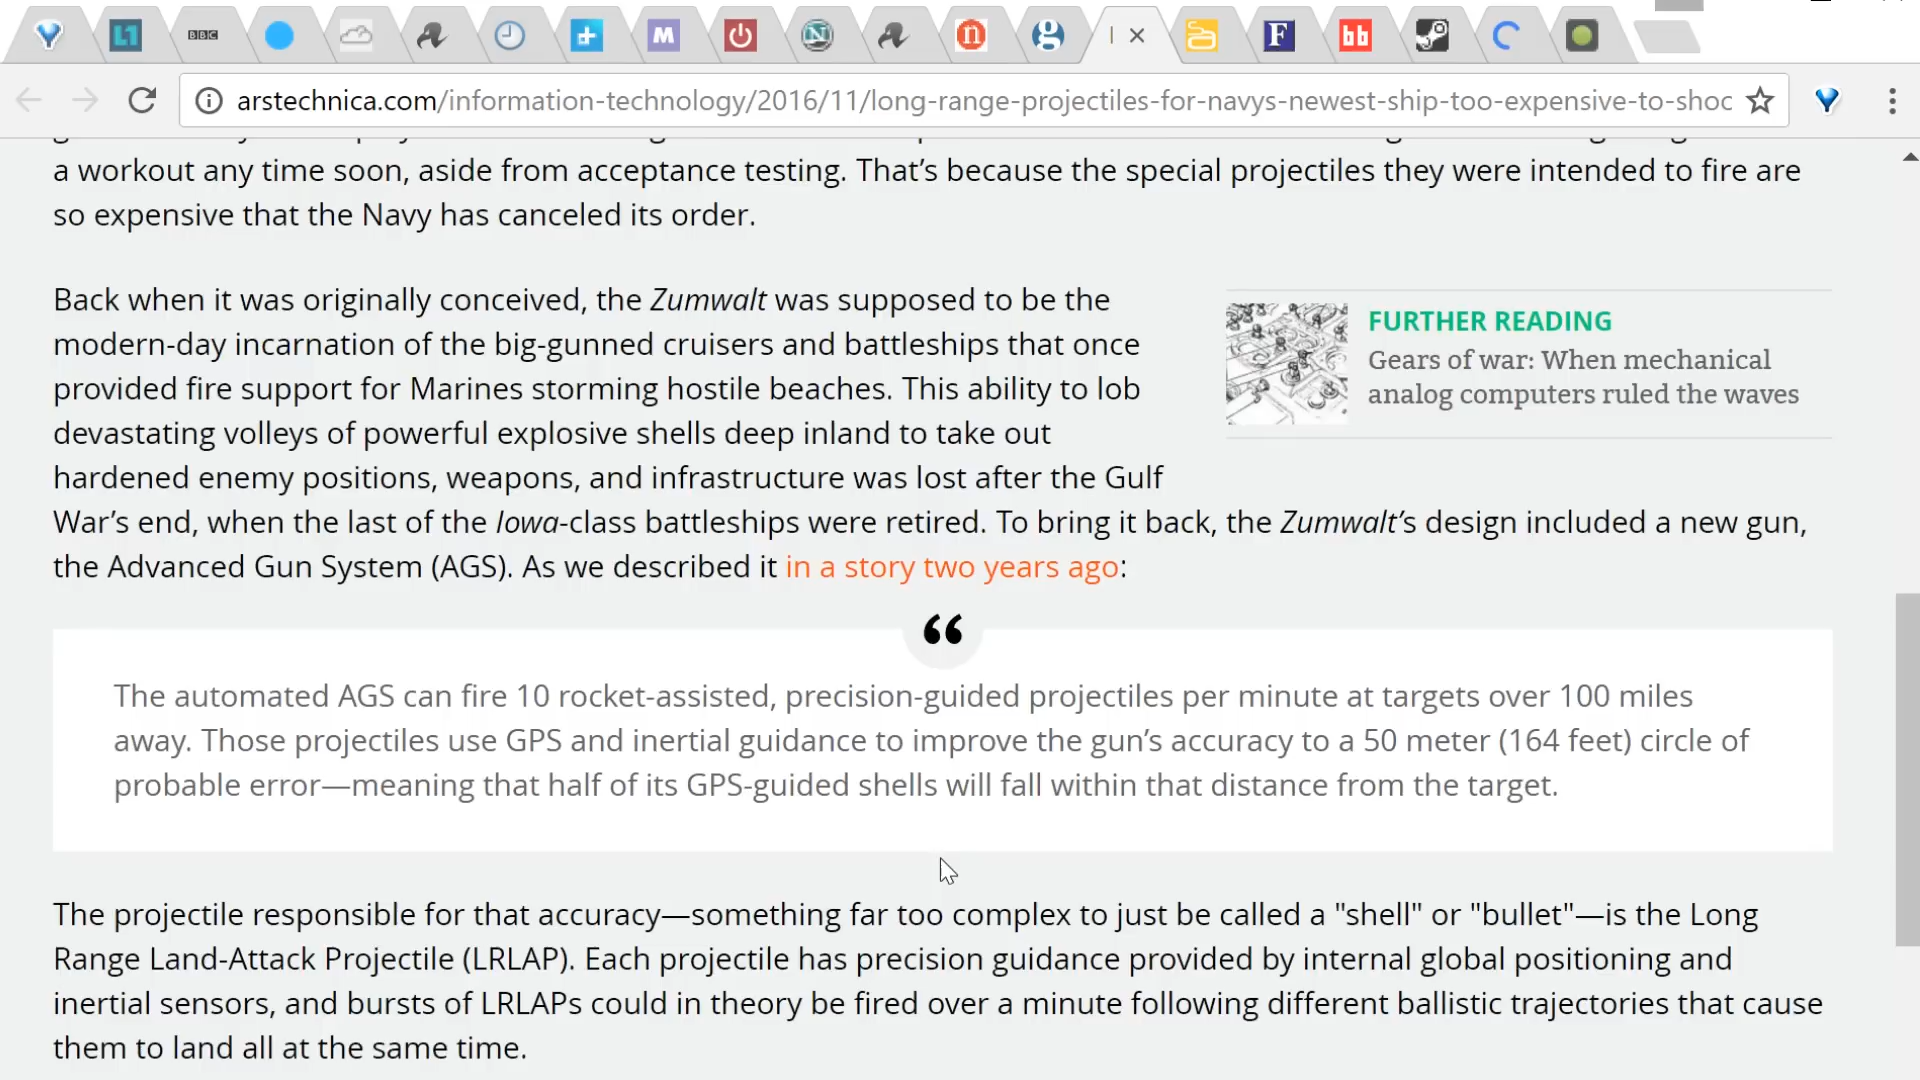 BBC
M
N
n
g
F
bb
arstechnica.com/information-technology/2016/11/long-range-projectiles-for-navys-newest-ship-too-expensive-to-shoc
a workout any time soon, aside from acceptance testing. That’s because the special projectiles they were intended to fire are
so expensive that the Navy has canceled its order.
Back when it was originally conceived, the Zumwalt was supposed to be the
modern-day incarnation of the big-gunned cruisers and battleships that once
provided fire support for Marines storming hostile beaches. This ability to lob
devastating volleys of powerful explosive shells deep inland to take out
hardened enemy positions, weapons, and infrastructure was lost after the Gulf
War’s end, when the last of the Iowa-class battleships were retired. To bring it back, the Zumwalt’s design included a new gun,
the Advanced Gun System (AGS). As we described it in a story two years ago:
FURTHER READING
Gears of war: When mechanical
analog computers ruled the waves
“
The automated AGS can fire 10 rocket-assisted, precision-guided projectiles per minute at targets over 100 miles
away. Those projectiles use GPS and inertial guidance to improve the gun’s accuracy to a 50 meter (164 feet) circle of
probable error—meaning that half of its GPS-guided shells will fall within that distance from the target.
The projectile responsible for that accuracy—something far too complex to just be called a "shell" or "bullet"—is the Long
Range Land-Attack Projectile (LRLAP). Each projectile has precision guidance provided by internal global positioning and
inertial sensors, and bursts of LRLAPs could in theory be fired over a minute following different ballistic trajectories that cause
them to land all at the same time.